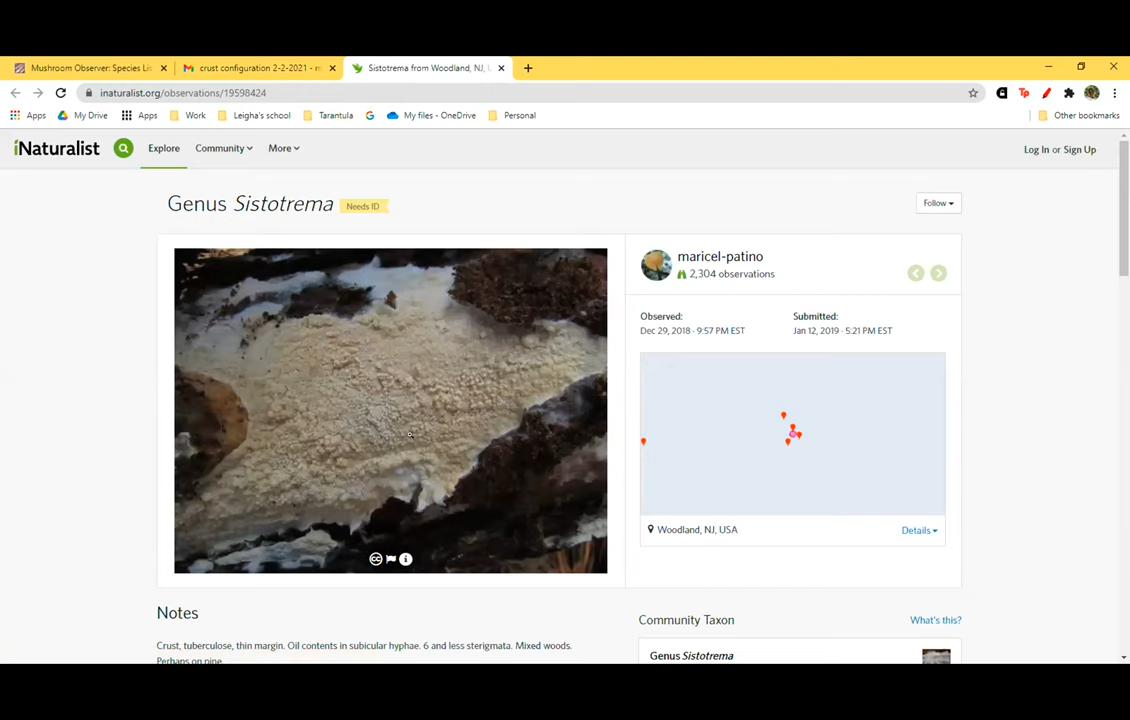 Mushroom Observer: Species Lis
crust configuration 2-2-2021 - m
Sistotrema from Woodland, NJ, U
inaturalist.org/observations/19598424
Apps
My Drive
Apps
Work
Leigha's school
Tarantula
My files - OneDrive
Personal
Other bookmarks
iNaturalist
Explore
Community
More
Log In or Sign Up
Genus Sistotrema
Needs ID
Follow
maricel-patino
2,304 observations
Observed:
Dec 29, 2018 · 9:57 PM EST
Submitted:
Jan 12, 2019 · 5:21 PM EST
Woodland, NJ, USA
Details
Notes
Crust, tuberculose, thin margin. Oil contents in subicular hyphae. 6 and less sterigmata. Mixed woods.
Perhaps on pine.
Community Taxon
What's this?
Genus Sistotrema